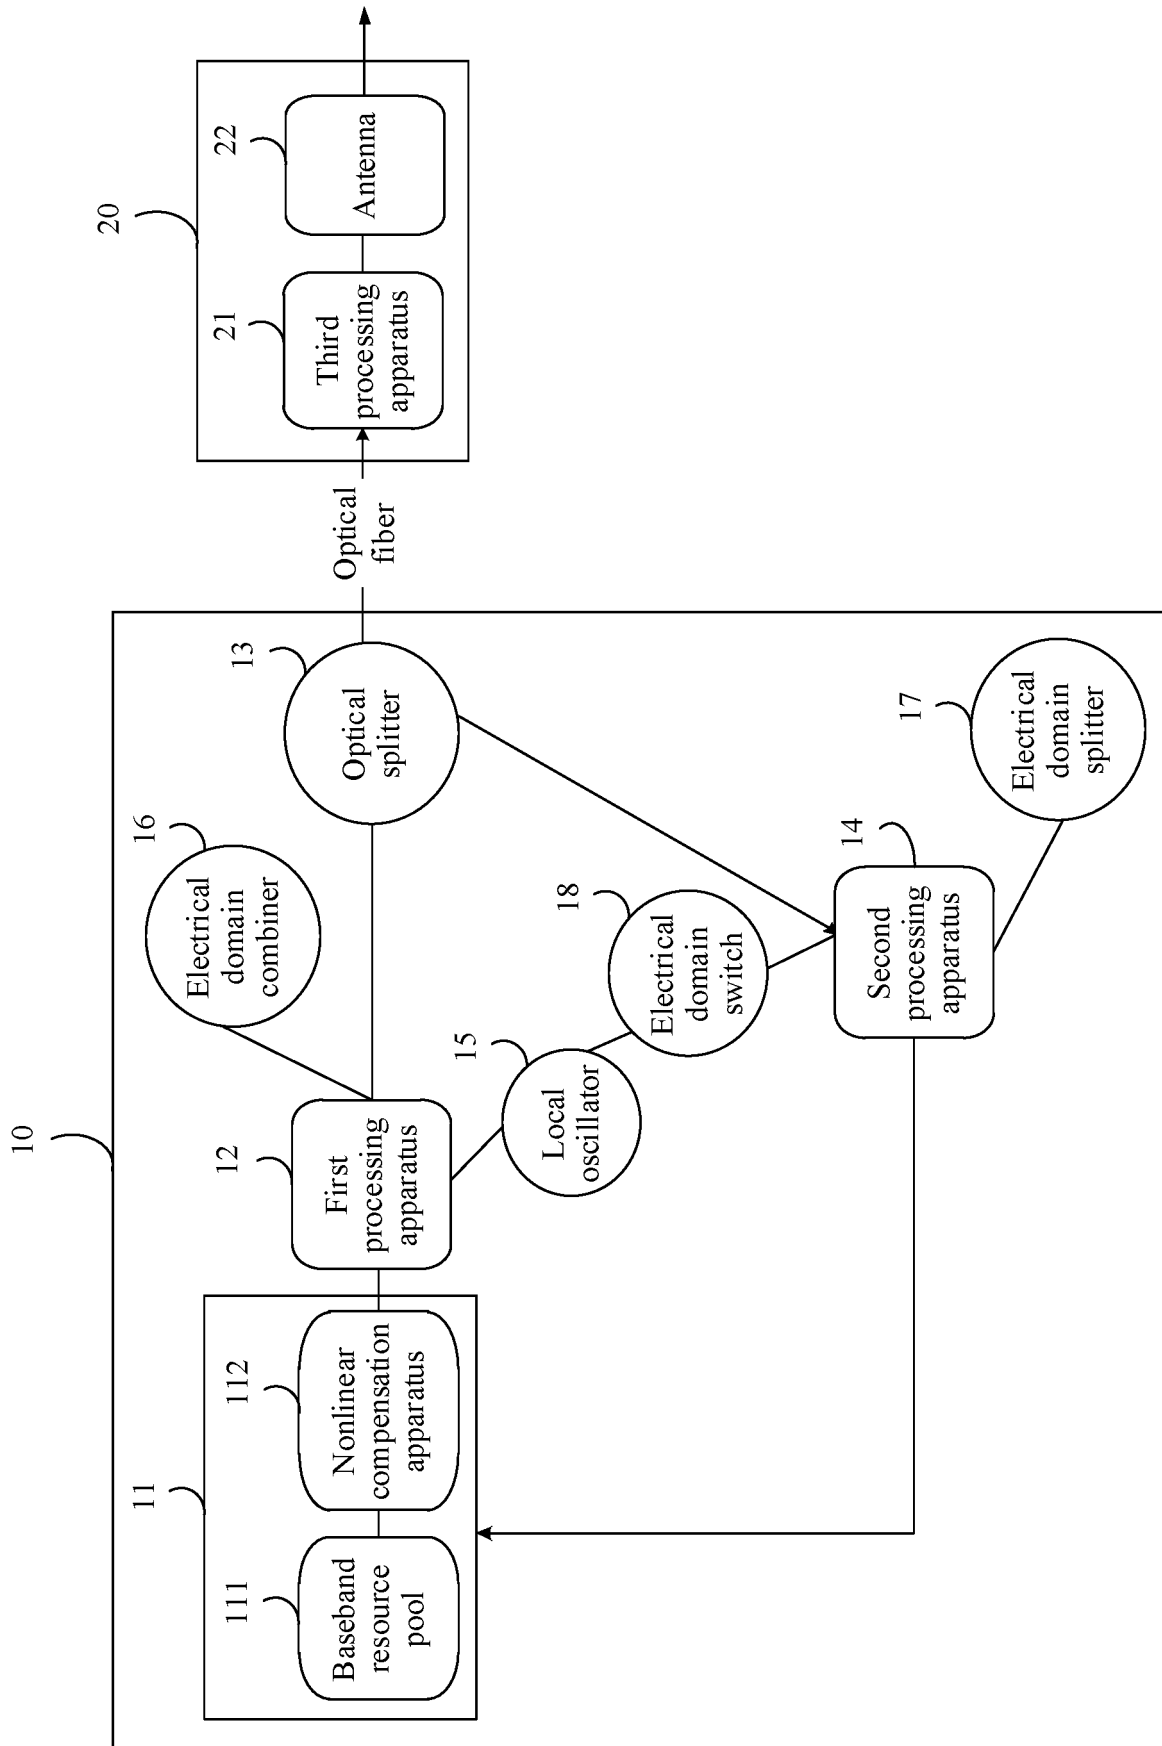 10
11
111
Baseband
resource
pool
112
Nonlinear
compensation
apparatus
12
First
processing
apparatus
16
Electrical
domain
combiner
13
Optical
splitter
15
Local
oscillator
18
Electrical
domain
switch
14
Second
processing
apparatus
17
Electrical
domain
splitter
Optical
fiber
20
21
Third
processing
apparatus
22
Antenna